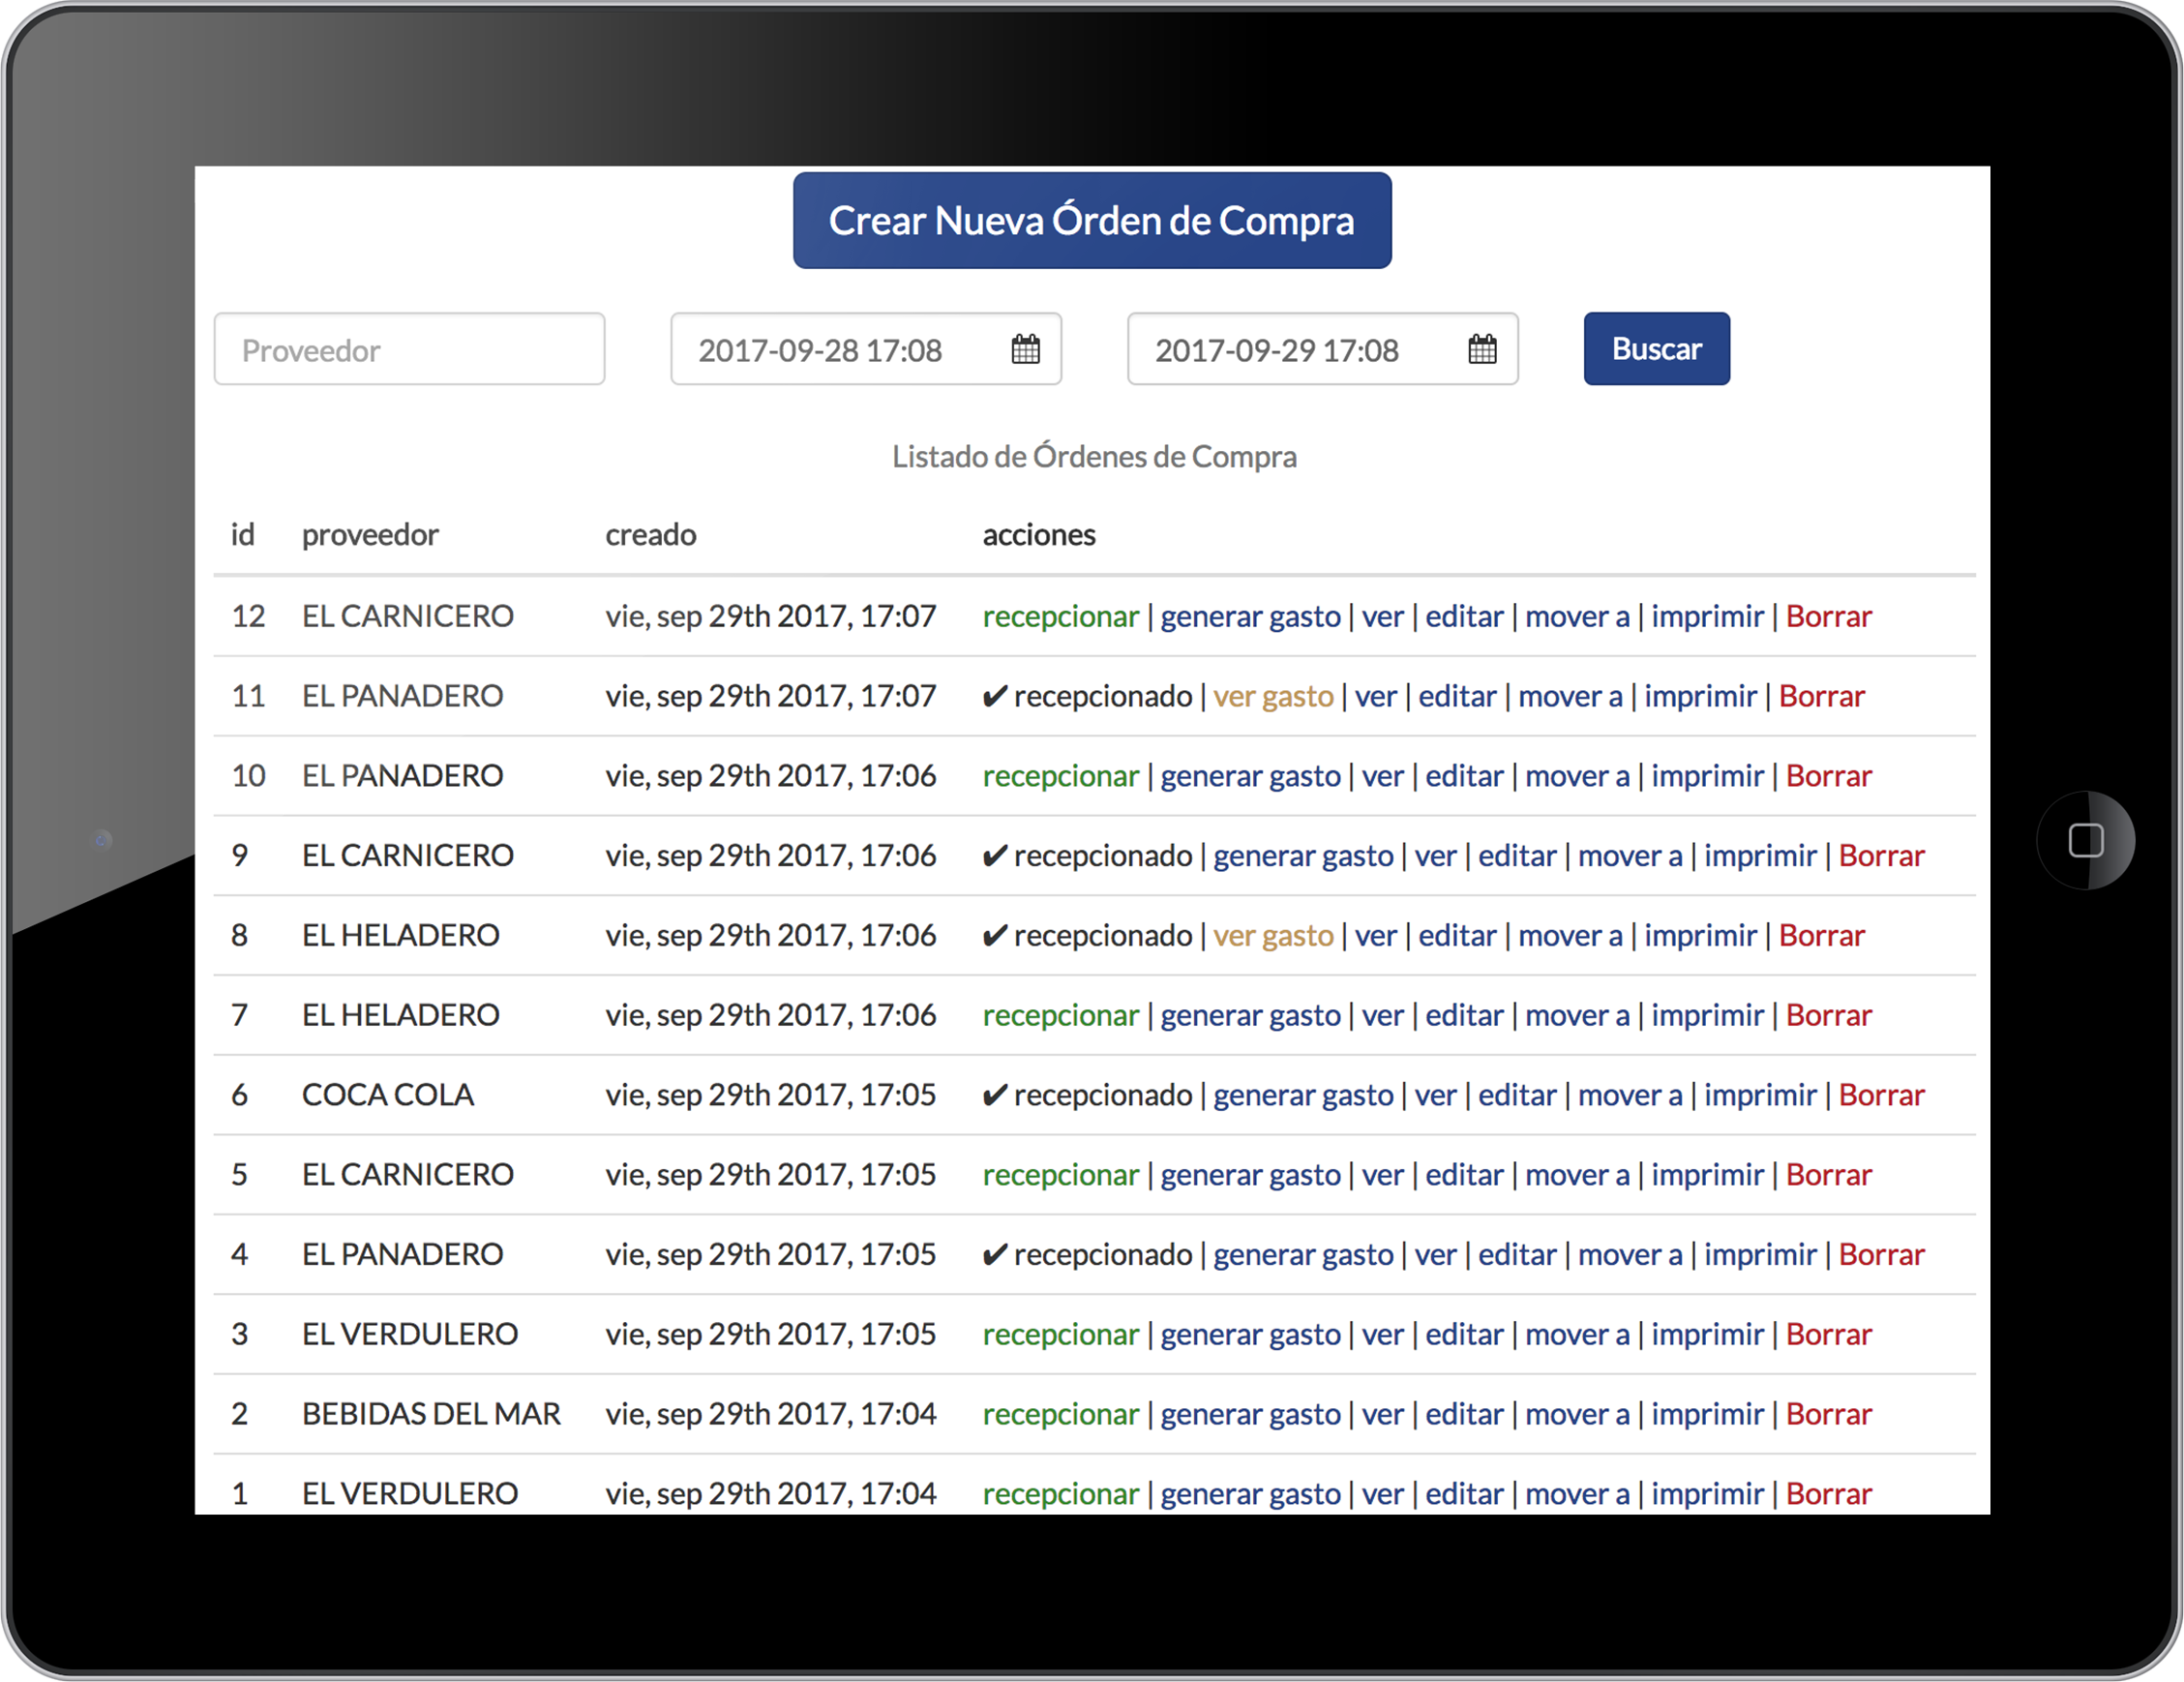 Crear Nueva Órden de Compra
Proveedor 2017-09-28 17:08 2017-09-29 17:08 Buscar
Listado de Órdenes de Compra
id proveedor creado acciones
12 EL CARNICERO vie, sep 29th 2017, 17:07 recepcionar | generar gasto | ver | editar | mover a | imprimir | Borrar
11 EL PANADERO vie, sep 29th 2017, 17:07 ✔ recepcionado | ver gasto | ver | editar | mover a | imprimir | Borrar
10 EL PANADERO vie, sep 29th 2017, 17:06 recepcionar | generar gasto | ver | editar | mover a | imprimir | Borrar
9 EL CARNICERO vie, sep 29th 2017, 17:06 ✔ recepcionado | generar gasto | ver | editar | mover a | imprimir | Borrar
8 EL HELADERO vie, sep 29th 2017, 17:06 ✔ recepcionado | ver gasto | ver | editar | mover a | imprimir | Borrar
7 EL HELADERO vie, sep 29th 2017, 17:06 recepcionar | generar gasto | ver | editar | mover a | imprimir | Borrar
6 COCA COLA vie, sep 29th 2017, 17:05 ✔ recepcionado | generar gasto | ver | editar | mover a | imprimir | Borrar
5 EL CARNICERO vie, sep 29th 2017, 17:05 recepcionar | generar gasto | ver | editar | mover a | imprimir | Borrar
4 EL PANADERO vie, sep 29th 2017, 17:05 ✔ recepcionado | generar gasto | ver | editar | mover a | imprimir | Borrar
3 EL VERDULERO vie, sep 29th 2017, 17:05 recepcionar | generar gasto | ver | editar | mover a | imprimir | Borrar
2 BEBIDAS DEL MAR vie, sep 29th 2017, 17:04 recepcionar | generar gasto | ver | editar | mover a | imprimir | Borrar
1 EL VERDULERO vie, sep 29th 2017, 17:04 recepcionar | generar gasto | ver | editar | mover a | imprimir | Borrar